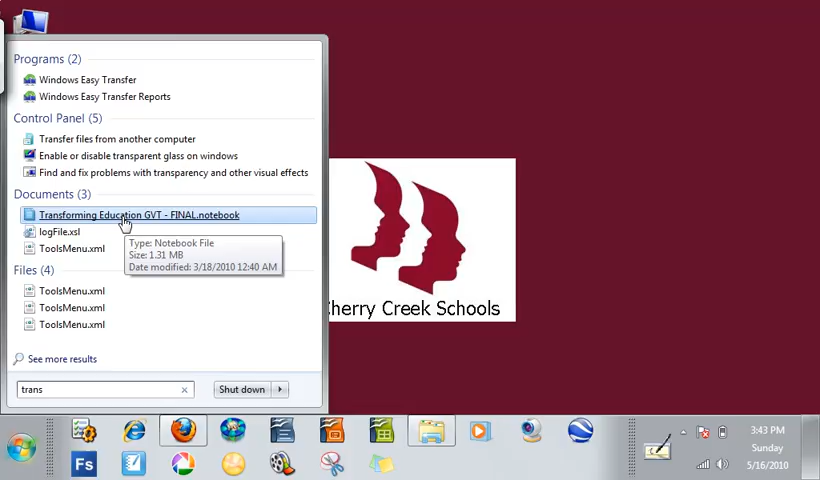 Programs (2)
Windows Easy Transfer
Windows Easy Transfer Reports
Control Panel (5)
Transfer files from another computer
Enable or disable transparent glass on windows
Find and fix problems with transparency and other visual effects
Documents (3)
Transforming Education GVT - FINAL.notebook
logFile.xsl
ToolsMenu.xml
Type: Notebook File
Size: 1.31 MB
Date modified: 3/18/2010 12:40 AM
Files (4)
ToolsMenu.xml
ToolsMenu.xml
ToolsMenu.xml
See more results
trans
Shut down
Cherry Creek Schools
Fs
3:43 PM
Sunday
5/16/2010